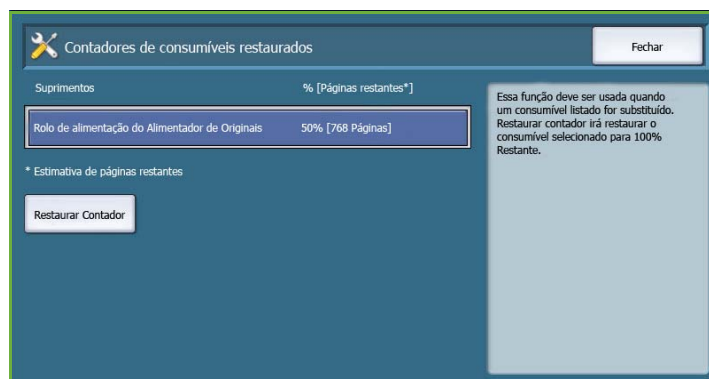 Contadores de consumíveis restaurados
Fechar
Suprimentos % [Páginas restantes*]
Rolo de alimentação do Alimentador de Originais 50% [768 Páginas]
* Estimativa de páginas restantes
Restaurar Contador
Essa função deve ser usada quando
um consumível listado for substituído.
Restaurar contador irá restaurar o
consumível selecionado para 100%
Restante.